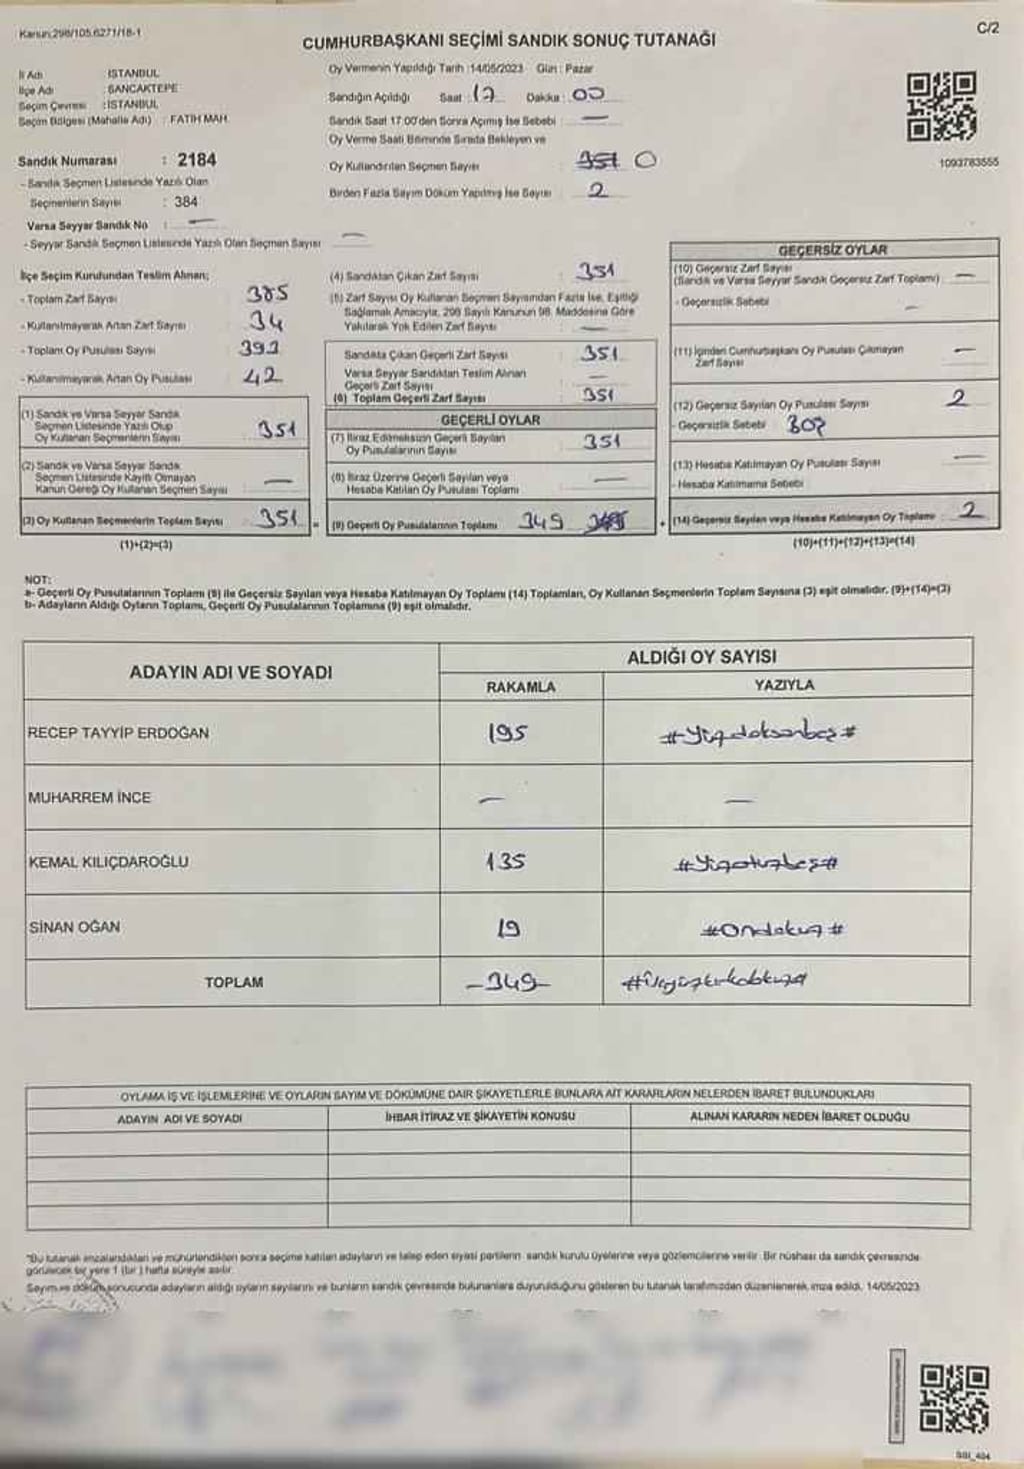 Kanun:298/105,6271/18-1
C/2
CUMHURBAŞKANI SEÇİMİ SANDIK SONUÇ TUTANAĞI
İl Adı : İSTANBUL
İlçe Adı : SANCAKTEPE
Seçim Çevresi : İSTANBUL
Seçim Bölgesi (Mahalle Adı) : FATİH MAH.
Sandık Numarası : 2184
- Sandık Seçmen Listesinde Yazılı Olan
Seçmenlerin Sayısı : 384
Varsa Seyyar Sandık No : —
- Seyyar Sandık Seçmen Listesinde Yazılı Olan Seçmen Sayısı —
Oy Vermenin Yapıldığı Tarih :14/05/2023 Gün : Pazar
Sandığın Açıldığı Saat : 17 Dakika : 00
Sandık Saat 17:00'den Sonra Açılmış İse Sebebi : —
Oy Verme Saati Bitiminde Sırada Bekleyen ve
Oy Kullandırılan Seçmen Sayısı : 351 0
Birden Fazla Sayım Döküm Yapılmış İse Sayısı : 2
1093783555
İlçe Seçim Kurulundan Teslim Alınan;
- Toplam Zarf Sayısı : 385
- Kullanılmayarak Artan Zarf Sayısı : 34
- Toplam Oy Pusulası Sayısı : 393
- Kullanılmayarak Artan Oy Pusulası : 42
(1) Sandık ve Varsa Seyyar Sandık
Seçmen Listesinde Yazılı Olup
Oy Kullanan Seçmenlerin Sayısı : 351
(2) Sandık ve Varsa Seyyar Sandık
Seçmen Listesinde Kayıtlı Olmayan
Kanun Gereği Oy Kullanan Seçmen Sayısı : —
(3) Oy Kullanan Seçmenlerin Toplam Sayısı : 351
(1)+(2)=(3)
(4) Sandıktan Çıkan Zarf Sayısı : 351
(5) Zarf Sayısı Oy Kullanan Seçmen Sayısından Fazla İse, Eşitliği
Sağlamak Amacıyla, 298 Sayılı Kanunun 98. Maddesine Göre
Yakılarak Yok Edilen Zarf Sayısı : —
Sandıkta Çıkan Geçerli Zarf Sayısı : 351
Varsa Seyyar Sandıktan Teslim Alınan
Geçerli Zarf Sayısı : —
(6) Toplam Geçerli Zarf Sayısı : 351
GEÇERLİ OYLAR
(7) İtiraz Edilmeksizin Geçerli Sayılan
Oy Pusulalarının Sayısı : 351
(8) İtiraz Üzerine Geçerli Sayılan veya
Hesaba Katılan Oy Pusulası Toplamı : —
= (9) Geçerli Oy Pusulalarının Toplamı 349
GEÇERSİZ OYLAR
(10) Geçersiz Zarf Sayısı
(Sandık ve Varsa Seyyar Sandık Geçersiz Zarf Toplamı) : —
- Geçersizlik Sebebi —
(11) İçinden Cumhurbaşkanı Oy Pusulası Çıkmayan
Zarf Sayısı —
(12) Geçersiz Sayılan Oy Pusulası Sayısı : 2
- Geçersizlik Sebebi
(13) Hesaba Katılmayan Oy Pusulası Sayısı —
- Hesaba Katılmama Sebebi
+ (14) Geçersiz Sayılan veya Hesaba Katılmayan Oy Toplamı : 2
(10)+(11)+(12)+(13)=(14)
NOT:
a- Geçerli Oy Pusulalarının Toplamı (9) ile Geçersiz Sayılan veya Hesaba Katılmayan Oy Toplamı (14) Toplamları, Oy Kullanan Seçmenlerin Toplam Sayısına (3) eşit olmalıdır. (9)+(14)=(3)
b- Adayların Aldığı Oyların Toplamı, Geçerli Oy Pusulalarının Toplamına (9) eşit olmalıdır.
ADAYIN ADI VE SOYADI
ALDIĞI OY SAYISI
RAKAMLA YAZIYLA
RECEP TAYYİP ERDOĞAN 195 #Yüzdoksanbeş#
MUHARREM İNCE — —
KEMAL KILIÇDAROĞLU 135 #Yüzotuzbeş#
SİNAN OĞAN 19 #Ondokuz#
TOPLAM -349- #Üçyüzkırkdokuz#
OYLAMA İŞ VE İŞLEMLERİNE VE OYLARIN SAYIM VE DÖKÜMÜNE DAİR ŞİKAYETLERLE BUNLARA AİT KARARLARIN NELERDEN İBARET BULUNDUKLARI
ADAYIN ADI VE SOYADI İHBAR İTİRAZ VE ŞİKAYETİN KONUSU ALINAN KARARIN NEDEN İBARET OLDUĞU
"Bu tutanak imzalandıktan ve mühürlendikten sonra seçime katılan adayların ve talep eden siyasi partilerin sandık kurulu üyelerine veya gözlemcilerine verilir. Bir nüshası da sandık çevresinde
görülecek bir yere 1 (bir ) hafta süreyle asılır.
Sayım ve döküm sonucunda adayların aldığı oyların sayılarını ve bunların sandık çevresinde bulunanlara duyurulduğunu gösteren bu tutanak tarafımızdan düzenlenerek imza edildi. 14/05/2023